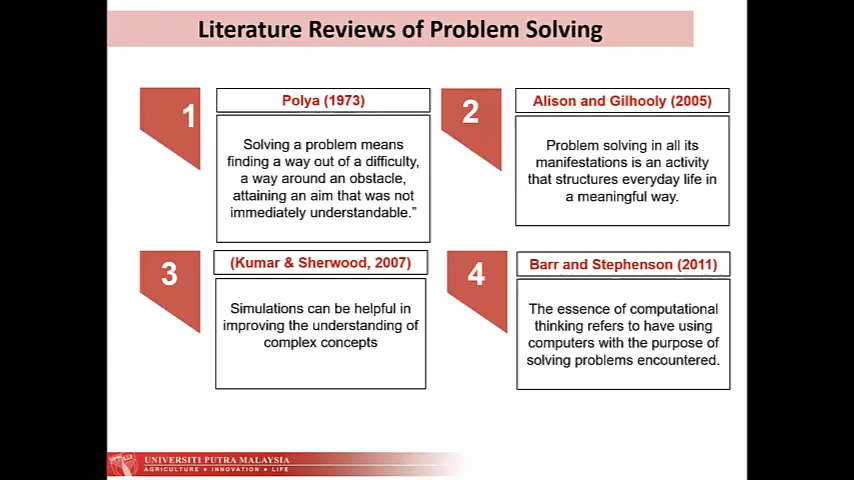 Literature Reviews of Problem Solving
1
Polya (1973)
Solving a problem means
finding a way out of a difficulty,
a way around an obstacle,
attaining an aim that was not
immediately understandable.”
2
Alison and Gilhooly (2005)
Problem solving in all its
manifestations is an activity
that structures everyday life in
a meaningful way.
3
(Kumar & Sherwood, 2007)
Simulations can be helpful in
improving the understanding of
complex concepts
4
Barr and Stephenson (2011)
The essence of computational
thinking refers to have using
computers with the purpose of
solving problems encountered.
UNIVERSITI PUTRA MALAYSIA
AGRICULTURE • INNOVATION • LIFE